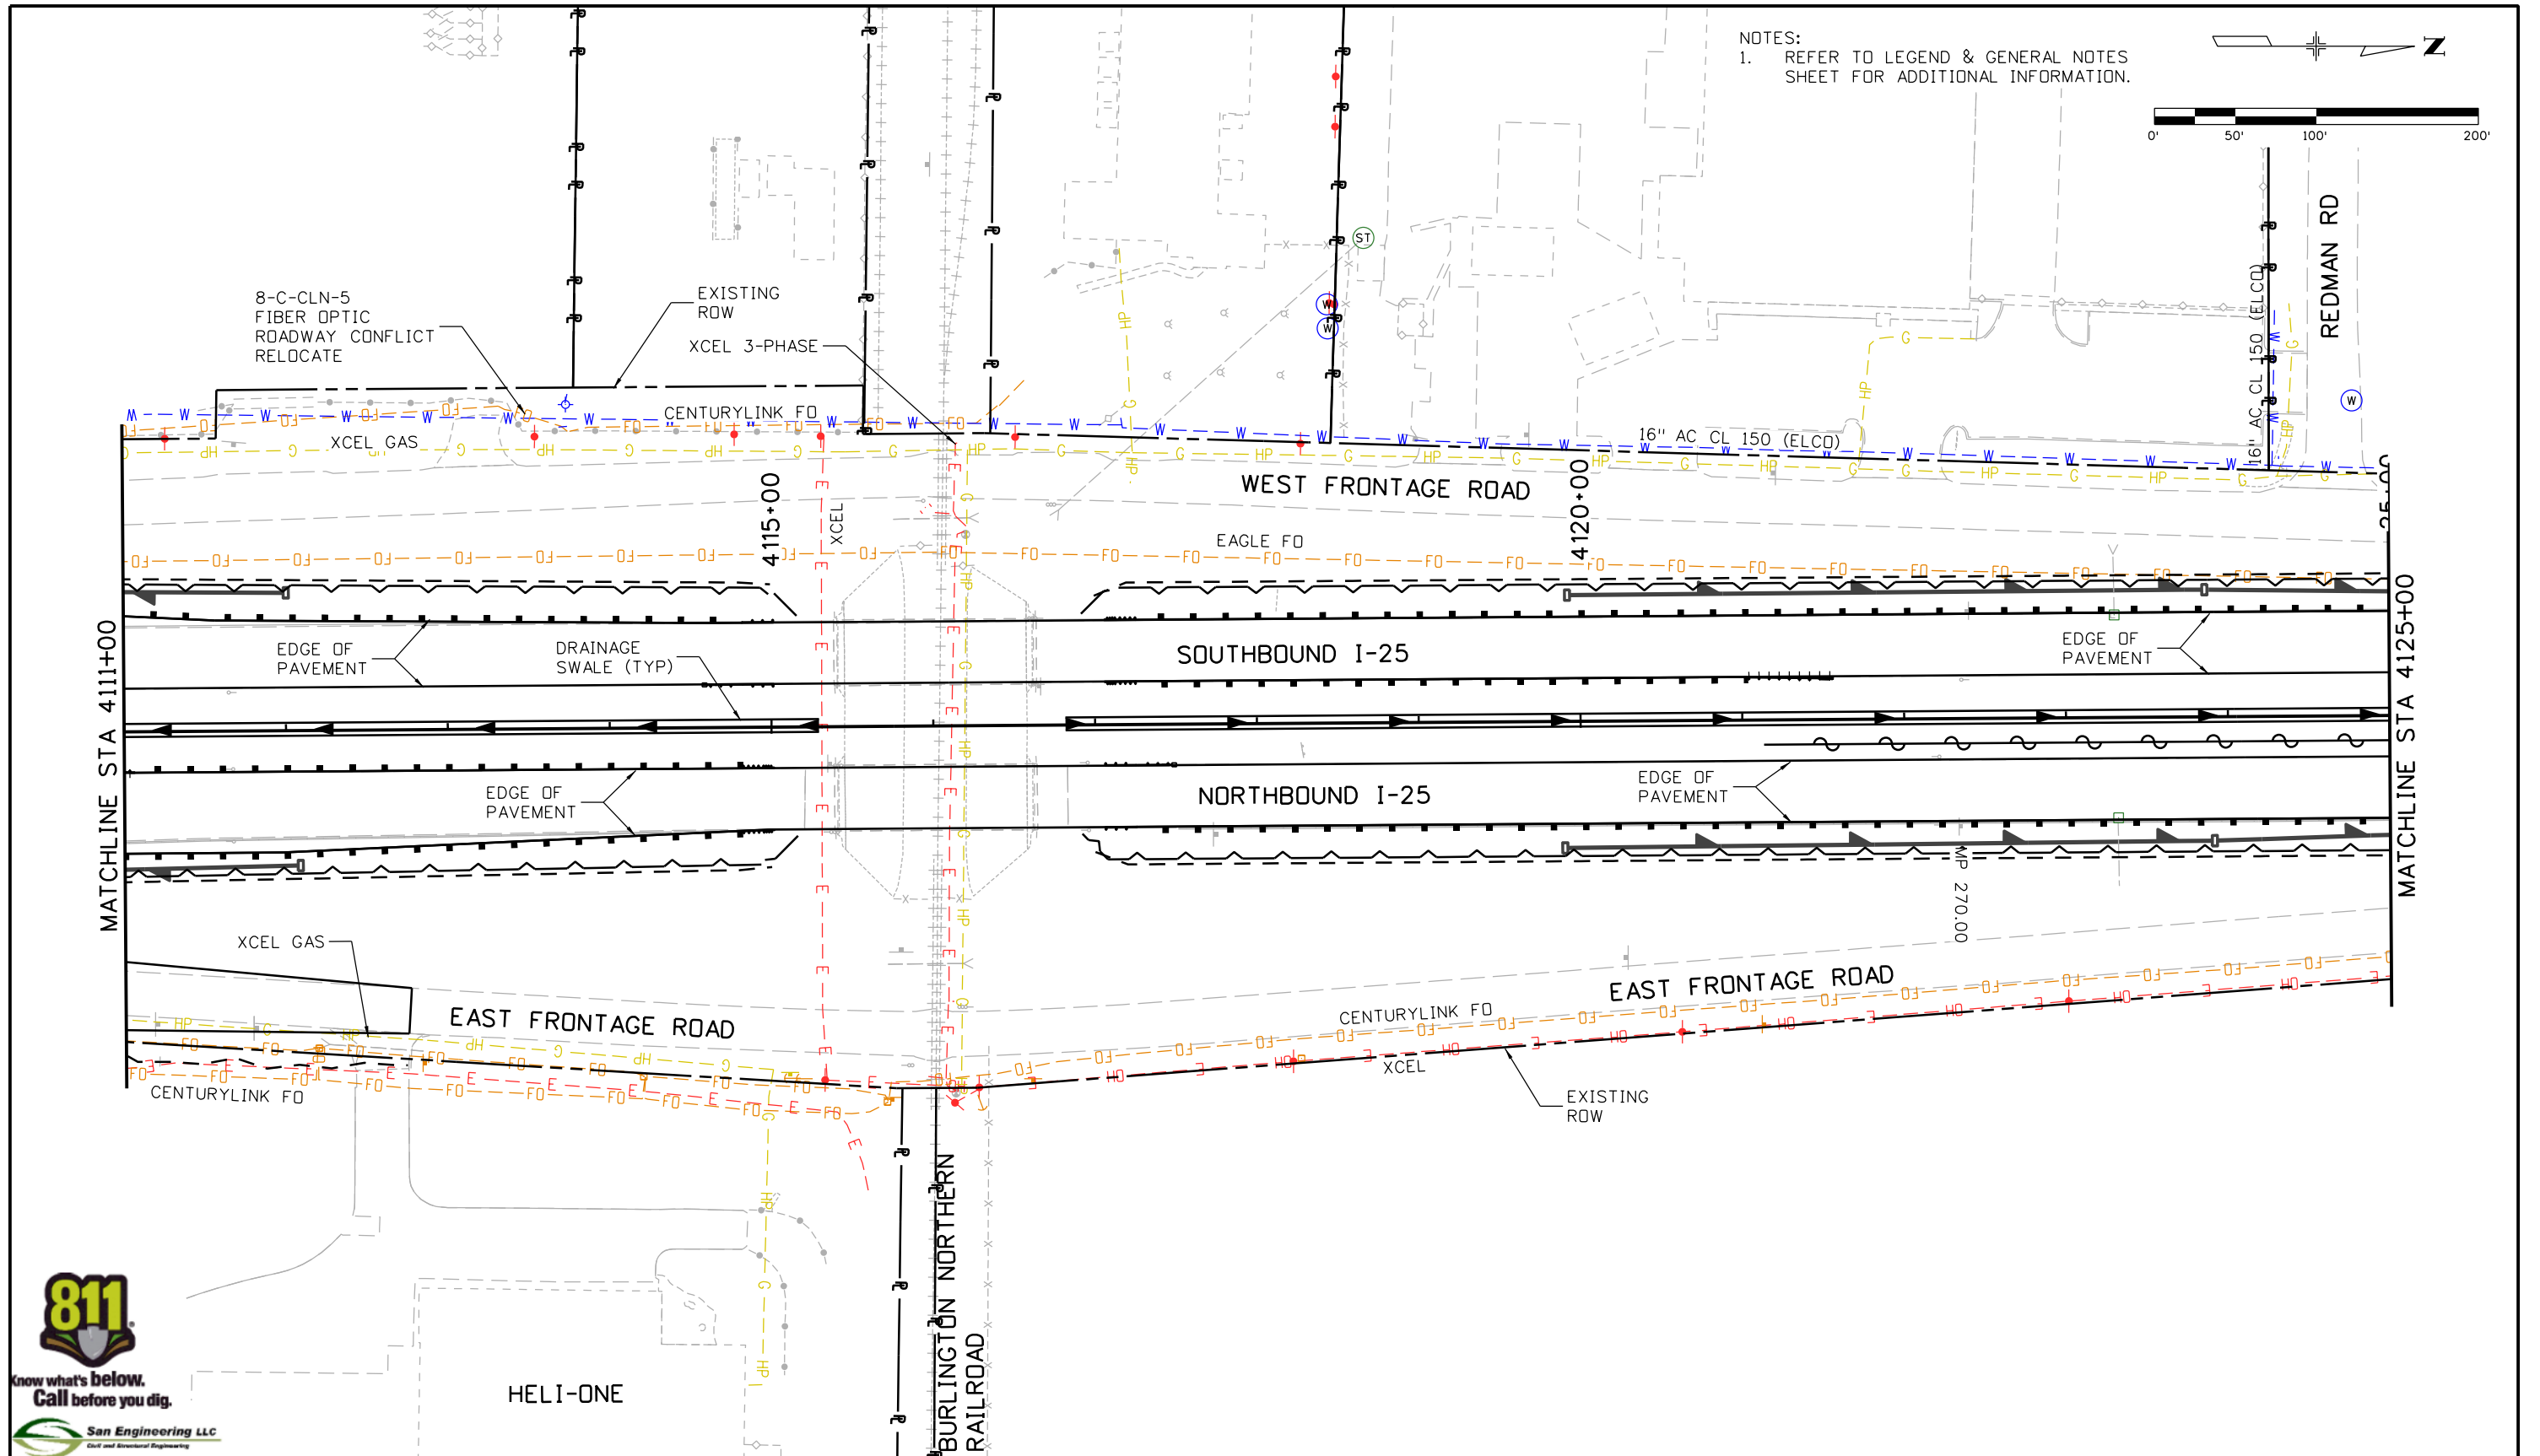 NOTES:
1. REFER TO LEGEND & GENERAL NOTES
SHEET FOR ADDITIONAL INFORMATION.
N
0' 50' 100' 200'
REDMAN RD
16" AC CL 150 (ELCO)
ST
W
W
W
8-C-CLN-5
FIBER OPTIC
ROADWAY CONFLICT
RELOCATE
EXISTING
ROW
XCEL 3-PHASE
CENTURYLINK FO
XCEL GAS
16" AC CL 150 (ELCO)
WEST FRONTAGE ROAD
4115+00
XCEL
4120+00
EAGLE FO
MATCHLINE STA 4111+00
EDGE OF
PAVEMENT
DRAINAGE
SWALE (TYP)
SOUTHBOUND I-25
EDGE OF
PAVEMENT
MATCHLINE STA 4125+00
EDGE OF
PAVEMENT
NORTHBOUND I-25
EDGE OF
PAVEMENT
MP 270.00
XCEL GAS
EAST FRONTAGE ROAD
CENTURYLINK FO
EAST FRONTAGE ROAD
CENTURYLINK FO
XCEL
EXISTING
ROW
BURLINGTON NORTHERN
RAILROAD
HELI-ONE
811
Know what's below.
Call before you dig.
San Engineering LLC
Civil and Structural Engineering